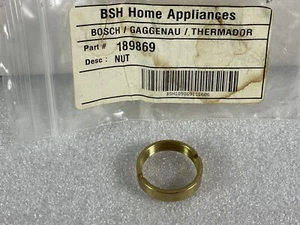 BSH Home Appliances
BOSCH / GAGGENAU / THERMADOR
Part # 189869
Desc : NUT